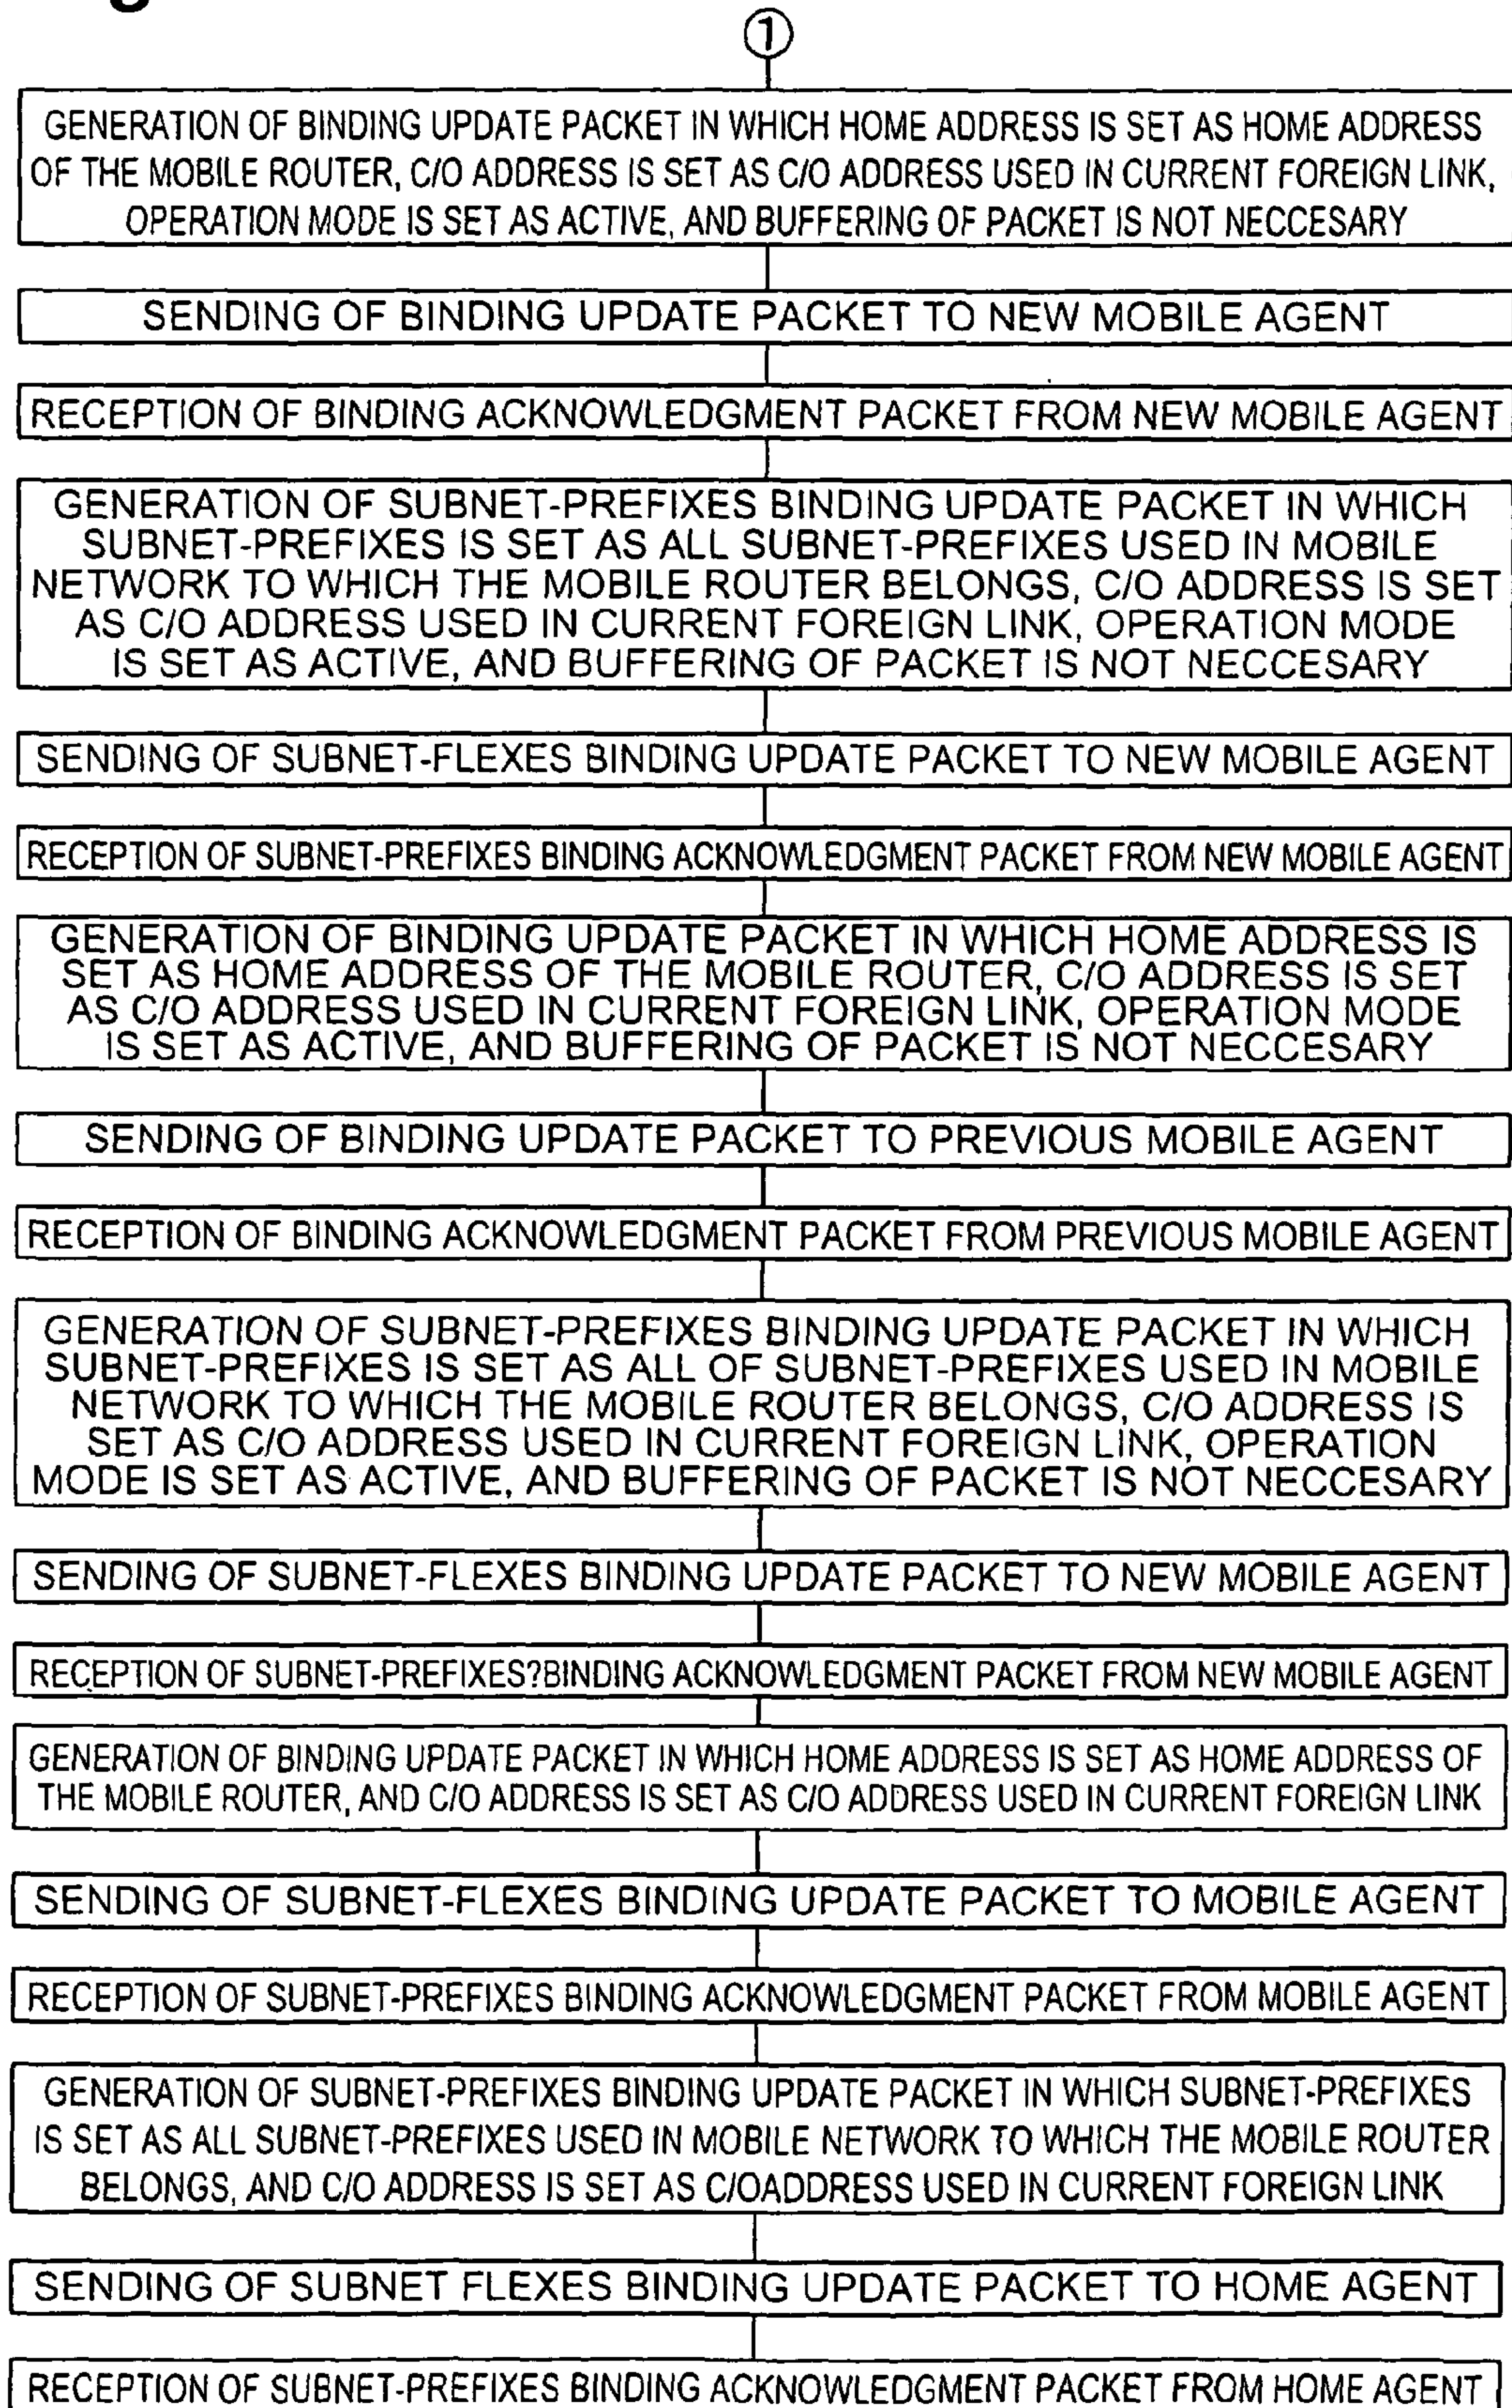 ①
GENERATION OF BINDING UPDATE PACKET IN WHICH HOME ADDRESS IS SET AS HOME ADDRESS
OF THE MOBILE ROUTER, C/O ADDRESS IS SET AS C/O ADDRESS USED IN CURRENT FOREIGN LINK,
OPERATION MODE IS SET AS ACTIVE, AND BUFFERING OF PACKET IS NOT NECCESARY
SENDING OF BINDING UPDATE PACKET TO NEW MOBILE AGENT
RECEPTION OF BINDING ACKNOWLEDGMENT PACKET FROM NEW MOBILE AGENT
GENERATION OF SUBNET-PREFIXES BINDING UPDATE PACKET IN WHICH
SUBNET-PREFIXES IS SET AS ALL SUBNET-PREFIXES USED IN MOBILE
NETWORK TO WHICH THE MOBILE ROUTER BELONGS, C/O ADDRESS IS SET
AS C/O ADDRESS USED IN CURRENT FOREIGN LINK, OPERATION MODE
IS SET AS ACTIVE, AND BUFFERING OF PACKET IS NOT NECCESARY
SENDING OF SUBNET-FLEXES BINDING UPDATE PACKET TO NEW MOBILE AGENT
RECEPTION OF SUBNET-PREFIXES BINDING ACKNOWLEDGMENT PACKET FROM NEW MOBILE AGENT
GENERATION OF BINDING UPDATE PACKET IN WHICH HOME ADDRESS IS
SET AS HOME ADDRESS OF THE MOBILE ROUTER, C/O ADDRESS IS SET
AS C/O ADDRESS USED IN CURRENT FOREIGN LINK, OPERATION MODE
IS SET AS ACTIVE, AND BUFFERING OF PACKET IS NOT NECCESARY
SENDING OF BINDING UPDATE PACKET TO PREVIOUS MOBILE AGENT
RECEPTION OF BINDING ACKNOWLEDGMENT PACKET FROM PREVIOUS MOBILE AGENT
GENERATION OF SUBNET-PREFIXES BINDING UPDATE PACKET IN WHICH
SUBNET-PREFIXES IS SET AS ALL OF SUBNET-PREFIXES USED IN MOBILE
NETWORK TO WHICH THE MOBILE ROUTER BELONGS, C/O ADDRESS IS
SET AS C/O ADDRESS USED IN CURRENT FOREIGN LINK, OPERATION
MODE IS SET AS ACTIVE, AND BUFFERING OF PACKET IS NOT NECCESARY
SENDING OF SUBNET-FLEXES BINDING UPDATE PACKET TO NEW MOBILE AGENT
RECEPTION OF SUBNET-PREFIXES?BINDING ACKNOWLEDGMENT PACKET FROM NEW MOBILE AGENT
GENERATION OF BINDING UPDATE PACKET IN WHICH HOME ADDRESS IS SET AS HOME ADDRESS OF
THE MOBILE ROUTER, AND C/O ADDRESS IS SET AS C/O ADDRESS USED IN CURRENT FOREIGN LINK
SENDING OF SUBNET-FLEXES BINDING UPDATE PACKET TO MOBILE AGENT
RECEPTION OF SUBNET-PREFIXES BINDING ACKNOWLEDGMENT PACKET FROM MOBILE AGENT
GENERATION OF SUBNET-PREFIXES BINDING UPDATE PACKET IN WHICH SUBNET-PREFIXES
IS SET AS ALL SUBNET-PREFIXES USED IN MOBILE NETWORK TO WHICH THE MOBILE ROUTER
BELONGS, AND C/O ADDRESS IS SET AS C/OADDRESS USED IN CURRENT FOREIGN LINK
SENDING OF SUBNET FLEXES BINDING UPDATE PACKET TO HOME AGENT
RECEPTION OF SUBNET-PREFIXES BINDING ACKNOWLEDGMENT PACKET FROM HOME AGENT